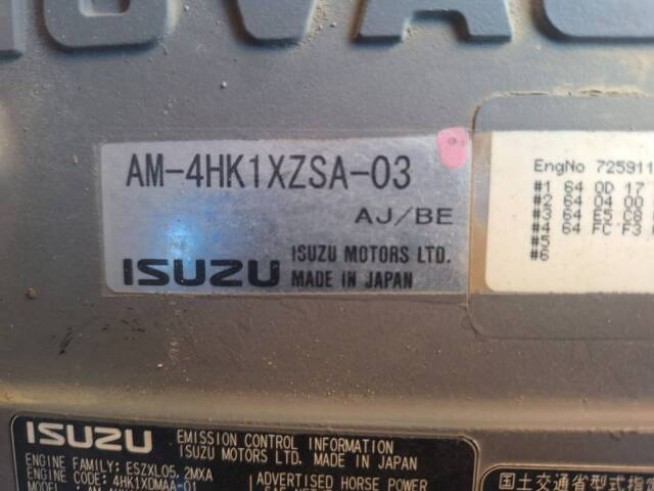 AM-4HK1XZSA-03
AJ/BE
ISUZU
ISUZU MOTORS LTD.
MADE IN JAPAN
EngNo 725911
#1 64 0D 17
#2 64 04 00
#3 64 E5 C8
#4 64 FC F3
#5
#6
ISUZU
EMISSION CONTROL INFORMATION
ISUZU MOTORS LTD. MADE IN JAPAN
ENGINE FAMILY: ESZXL05.2MXA
ENGINE CODE: 4HK1XDMAA-01
MODEL:
ADVERTISED HORSE POWER
国土交通省型式指定